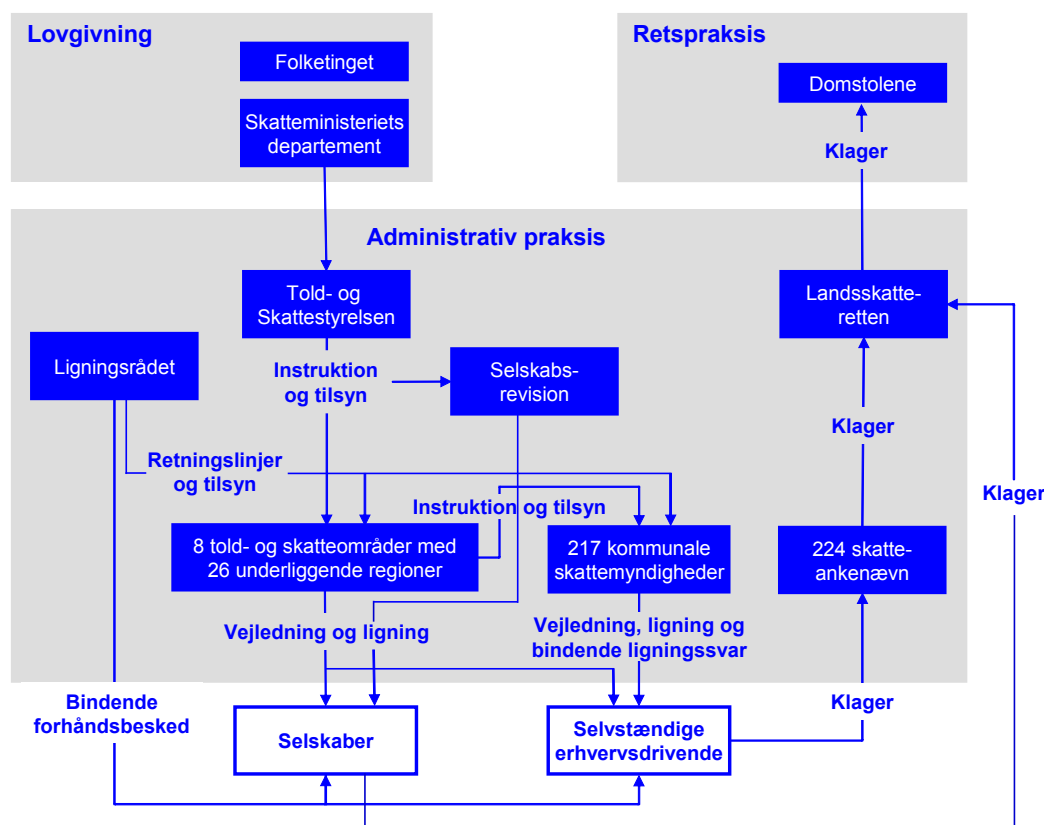 Lovgivning
Folketinget
Skatteministeriets
departement
Retspraksis
Domstolene
Klager
Administrativ praksis
Told- og
Skattestyrelsen
Landsskatte-
retten
Ligningsrådet
Instruktion
og tilsyn
Selskabs-
revision
Klager
Retningslinjer
og tilsyn
Instruktion og tilsyn
Klager
8 told- og skatteområder med
26 underliggende regioner
217 kommunale
skattemyndigheder
224 skatte-
ankenævn
Vejledning og ligning
Vejledning, ligning og
bindende ligningssvar
Bindende
forhåndsbesked
Klager
Selskaber
Selvstændige
erhvervsdrivende